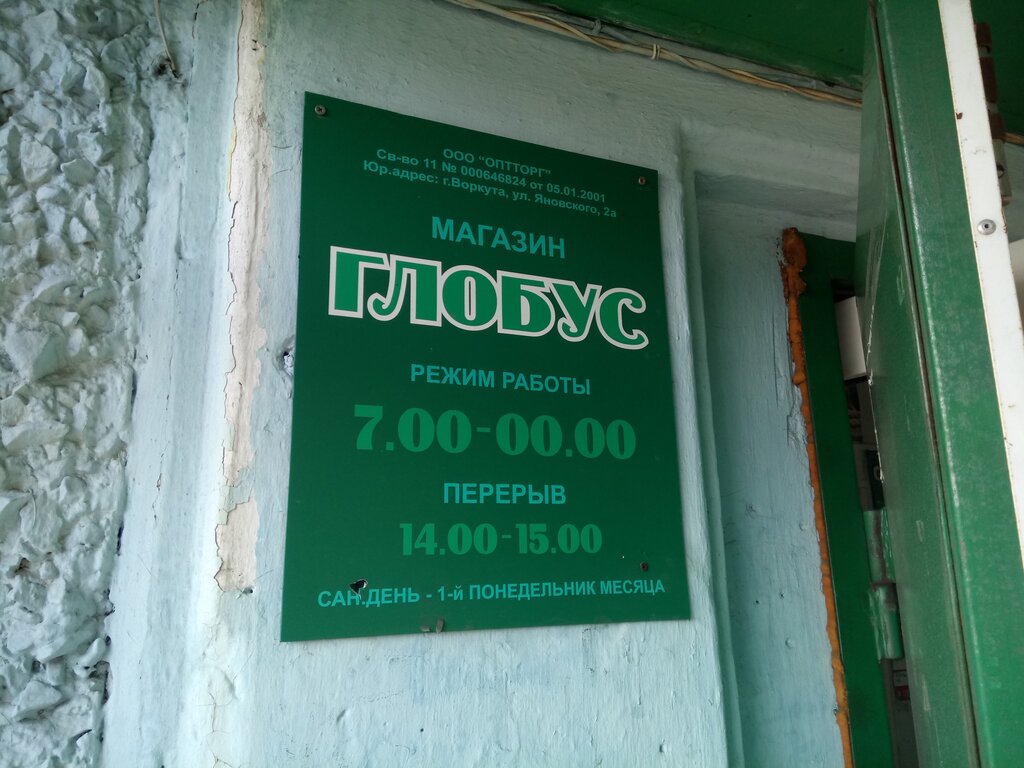 ООО "ОПТТОРГ"
Св-во 11 № 000646824 от 05.01.2001
Юр.адрес: г.Воркута, ул. Яновского, 2а
МАГАЗИН
ГЛОБУС
РЕЖИМ РАБОТЫ
7.00-00.00
ПЕРЕРЫВ
14.00-15.00
САН.ДЕНЬ - 1-й ПОНЕДЕЛЬНИК МЕСЯЦА